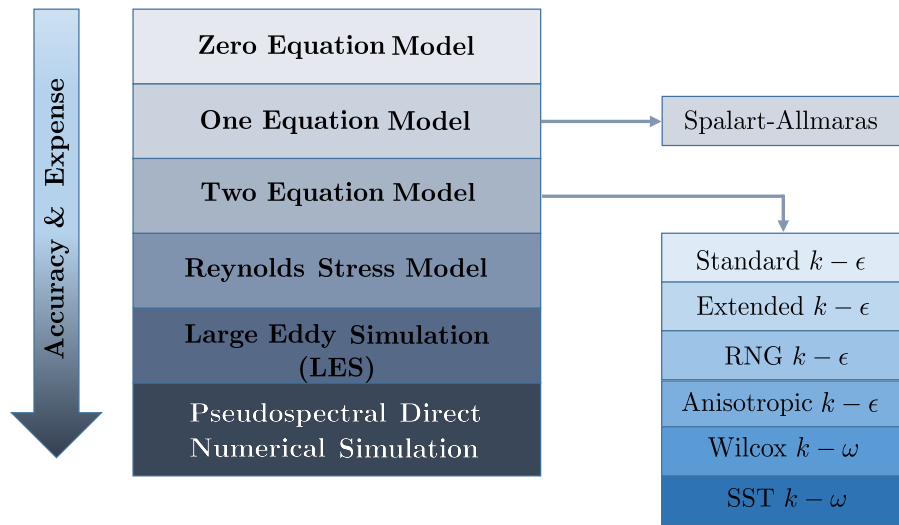 Accuracy & Expense
Zero Equation Model
One Equation Model
Two Equation Model
Reynolds Stress Model
Large Eddy Simulation
(LES)
Pseudospectral Direct
Numerical Simulation
Spalart-Allmaras
Standard k − ϵ
Extended k − ϵ
RNG k − ϵ
Anisotropic k − ϵ
Wilcox k − ω
SST k − ω